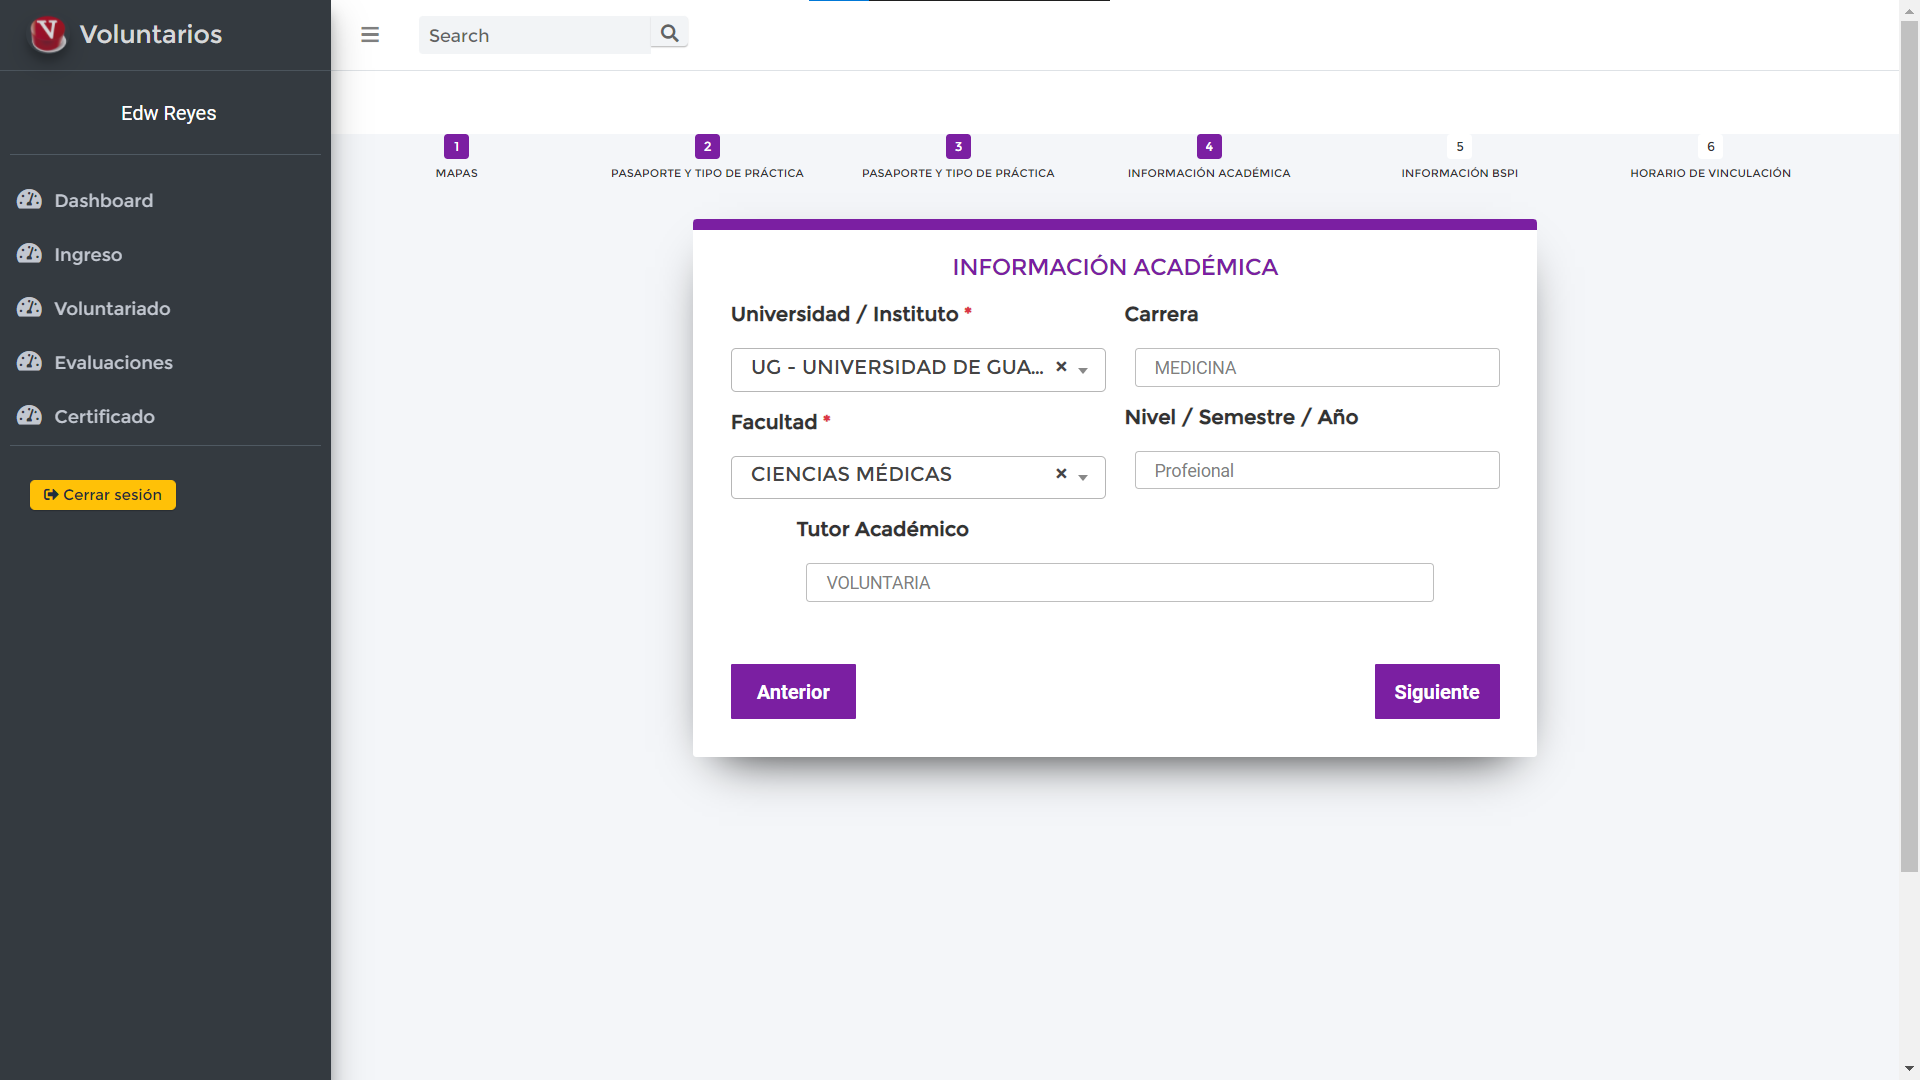 Voluntarios
Search
Edw Reyes
Dashboard
Ingreso
Voluntariado
Evaluaciones
Certificado
Cerrar sesión
1
MAPAS
2
PASAPORTE Y TIPO DE PRÁCTICA
3
PASAPORTE Y TIPO DE PRÁCTICA
4
INFORMACIÓN ACADÉMICA
5
INFORMACIÓN BSPI
6
HORARIO DE VINCULACIÓN
INFORMACIÓN ACADÉMICA
Universidad / Instituto *
UG - UNIVERSIDAD DE GUA... ×
Carrera
MEDICINA
Facultad *
CIENCIAS MÉDICAS ×
Nivel / Semestre / Año
Profeional
Tutor Académico
VOLUNTARIA
Anterior
Siguiente